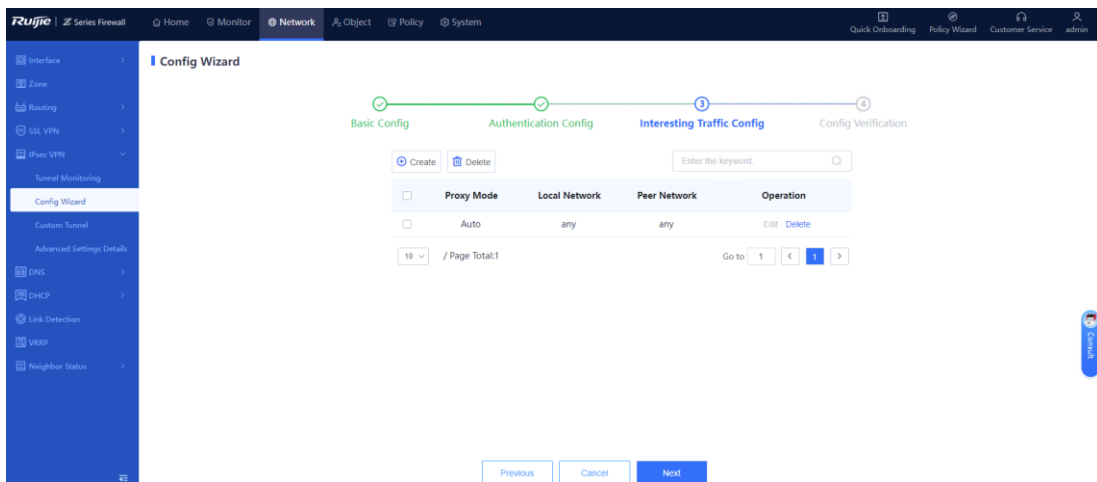 Ruijie | Z Series Firewall Home Monitor Network Object Policy System Quick Onboarding Policy Wizard Customer Service admin
Interface
Zone
Routing
SSL VPN
IPsec VPN
Tunnel Monitoring
Config Wizard
Custom Tunnel
Advanced Settings Details
DNS
DHCP
Link Detection
VRRP
Neighbor Status
Config Wizard
3 4
Basic Config Authentication Config Interesting Traffic Config Config Verification
Create Delete Enter the keyword.
Proxy Mode Local Network Peer Network Operation
Auto any any Edit Delete
10 / Page Total:1 Go to 1 < 1 >
Consult
Previous Cancel Next